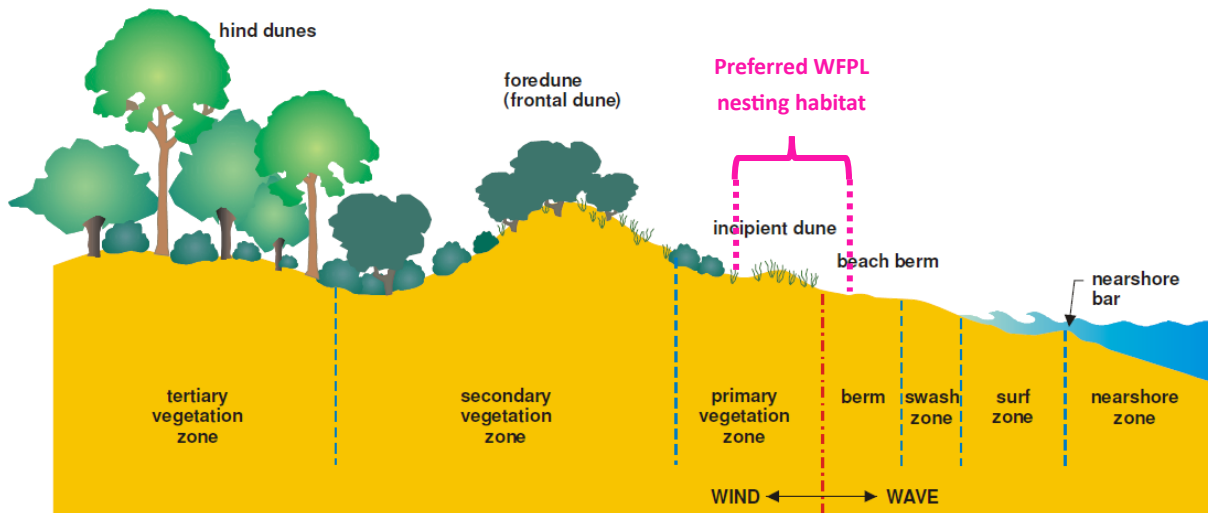 hind dunes
foredune
(frontal dune)
Preferred WFPL
nesting habitat
incipient dune
beach berm
nearshore
bar
tertiary
vegetation
zone
secondary
vegetation
zone
primary
vegetation
zone
berm
swash
zone
surf
zone
nearshore
zone
WIND
WAVE